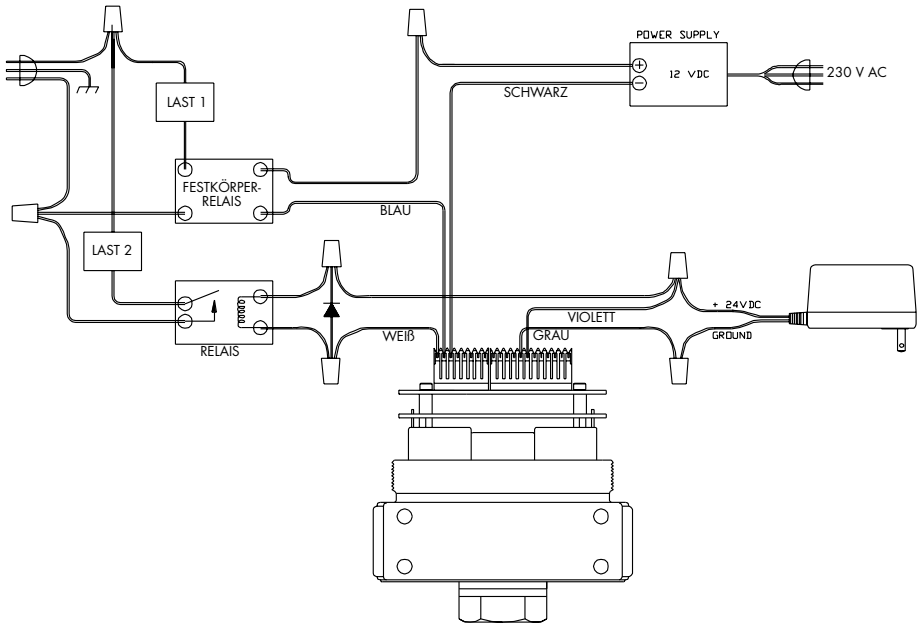 POWER SUPPLY
12 VDC
230 V AC
SCHWARZ
LAST 1
FESTKÖRPER-
RELAIS
BLAU
LAST 2
RELAIS
WEIß
VIOLETT
GRAU
+ 24VDC
GROUND